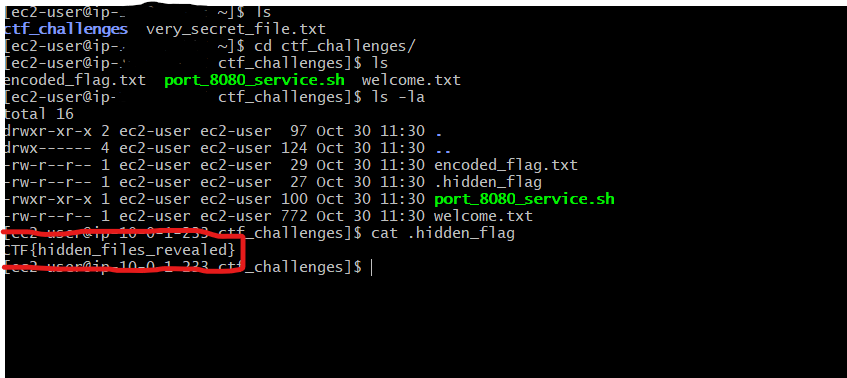 [ec2-user@ip- ~]$ ls
ctf_challenges very_secret_file.txt
[ec2-user@ip- ~]$ cd ctf_challenges/
[ec2-user@ip- ctf_challenges]$ ls
encoded_flag.txt port_8080_service.sh welcome.txt
[ec2-user@ip- ctf_challenges]$ ls -la
total 16
drwxr-xr-x 2 ec2-user ec2-user 97 Oct 30 11:30 .
drwx------ 4 ec2-user ec2-user 124 Oct 30 11:30 ..
-rw-r--r-- 1 ec2-user ec2-user 29 Oct 30 11:30 encoded_flag.txt
-rw-r--r-- 1 ec2-user ec2-user 27 Oct 30 11:30 .hidden_flag
-rwxr-xr-x 1 ec2-user ec2-user 100 Oct 30 11:30 port_8080_service.sh
-rw-r--r-- 1 ec2-user ec2-user 772 Oct 30 11:30 welcome.txt
[ec2-user@ip-10-0-1-233 ctf_challenges]$ cat .hidden_flag
CTF{hidden_files_revealed}
[ec2-user@ip-10-0-1-233 ctf_challenges]$